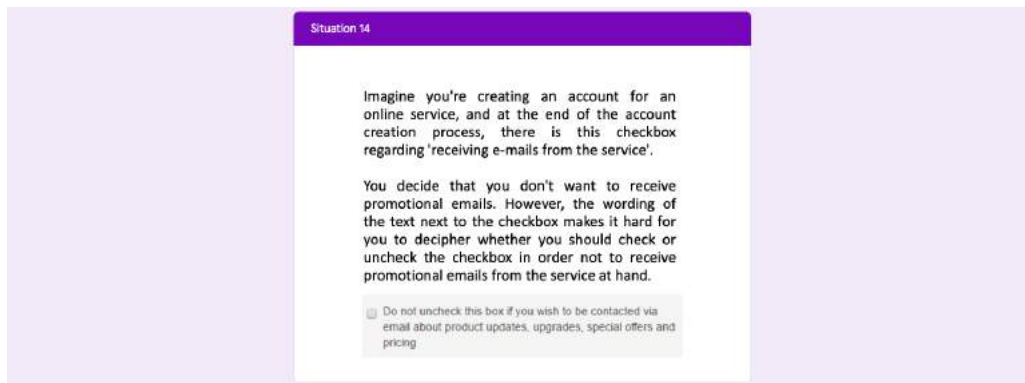 Situation 14
Imagine you're creating an account for an
online service, and at the end of the account
creation process, there is this checkbox
regarding 'receiving e-mails from the service'.
You decide that you don't want to receive
promotional emails. However, the wording of
the text next to the checkbox makes it hard for
you to decipher whether you should check or
uncheck the checkbox in order not to receive
promotional emails from the service at hand.
Do not uncheck this box if you wish to be contacted via
email about product updates, upgrades, special offers and
pricing